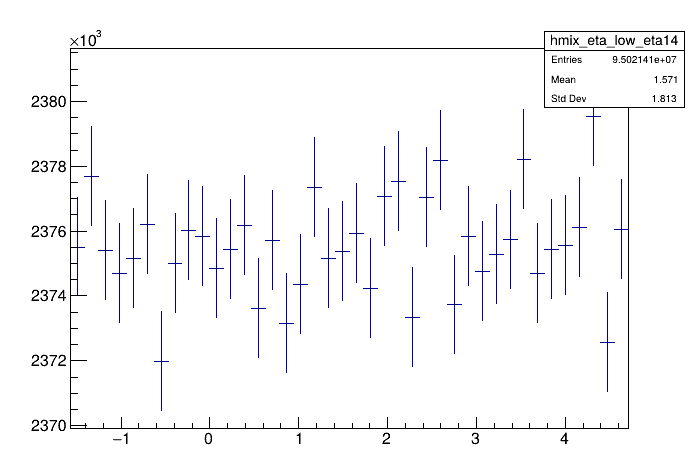 ×10³
hmix_eta_low_eta14
Entries 9.502141e+07
Mean 1.571
Std Dev 1.813
2380
2378
2376
2374
2372
2370
−1 0 1 2 3 4